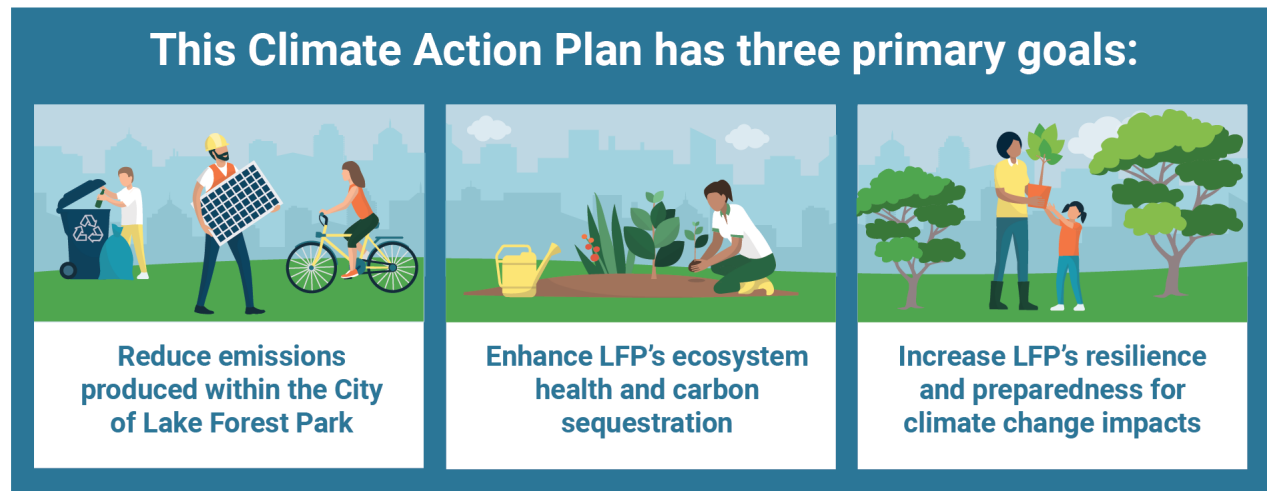 This Climate Action Plan has three primary goals:
Reduce emissions
produced within the City
of Lake Forest Park
Enhance LFP’s ecosystem
health and carbon
sequestration
Increase LFP’s resilience
and preparedness for
climate change impacts